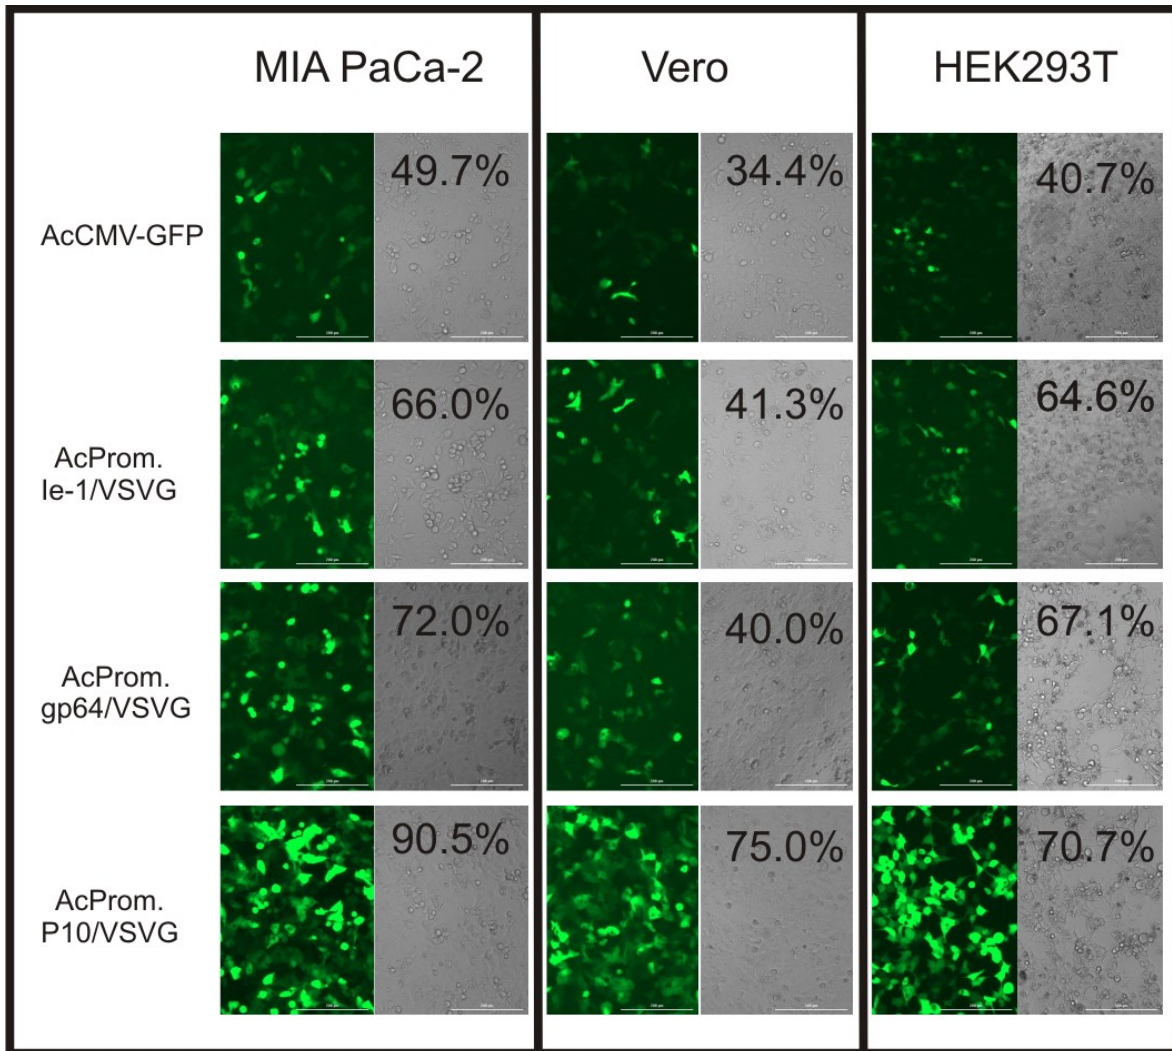 MIA PaCa-2 Vero HEK293T
AcCMV-GFP 49.7% 34.4% 40.7%
AcProm.
Ie-1/VSVG 66.0% 41.3% 64.6%
AcProm.
gp64/VSVG 72.0% 40.0% 67.1%
AcProm.
P10/VSVG 90.5% 75.0% 70.7%